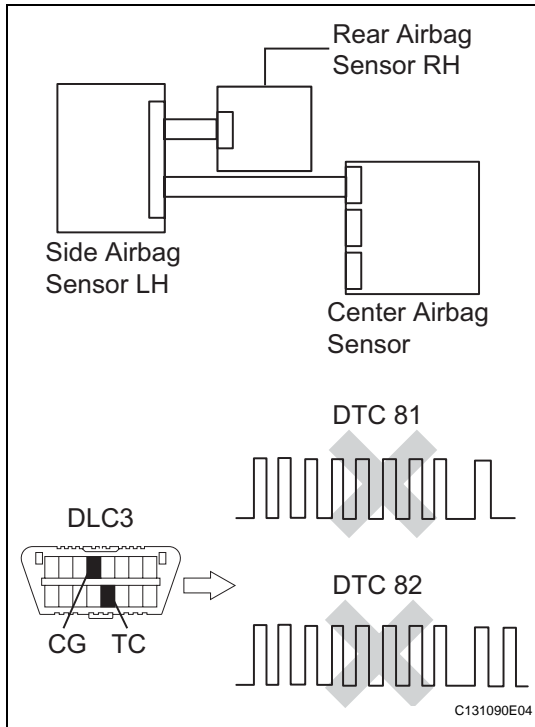 Rear Airbag
Sensor RH
Side Airbag
Sensor LH
Center Airbag
Sensor
DTC 81
DLC3
CG TC
DTC 82
C131090E04